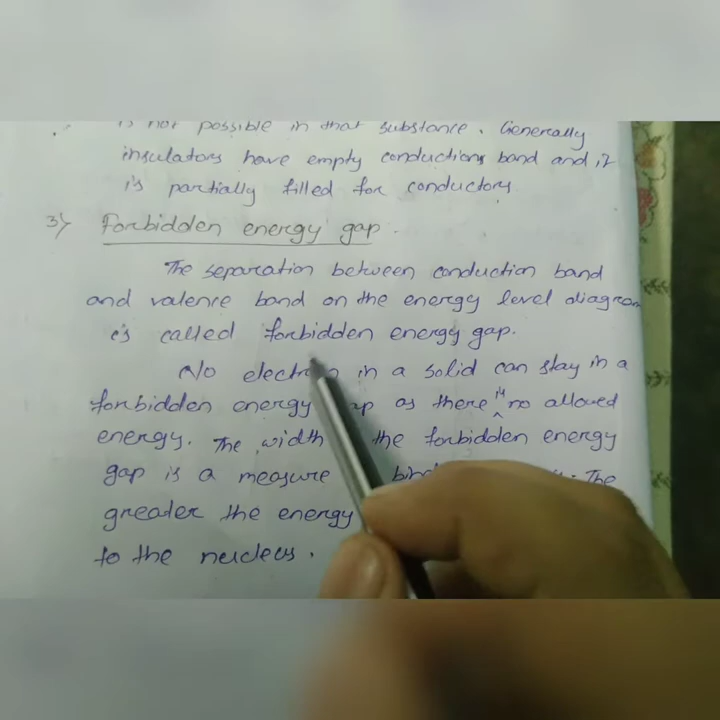 is not possible in that substance. Generally
insulators have empty conductions band and it
is partially filled for conductors
3) Forbidden energy gap.
The separation between conduction band
and valence band on the energy level diagram
is called forbidden energy gap.
No in a solid can stay in a
forbidden energy as there is no allowed
energy. The width the forbidden energy
gap is a measure The
greater the energy
to the nucleus.